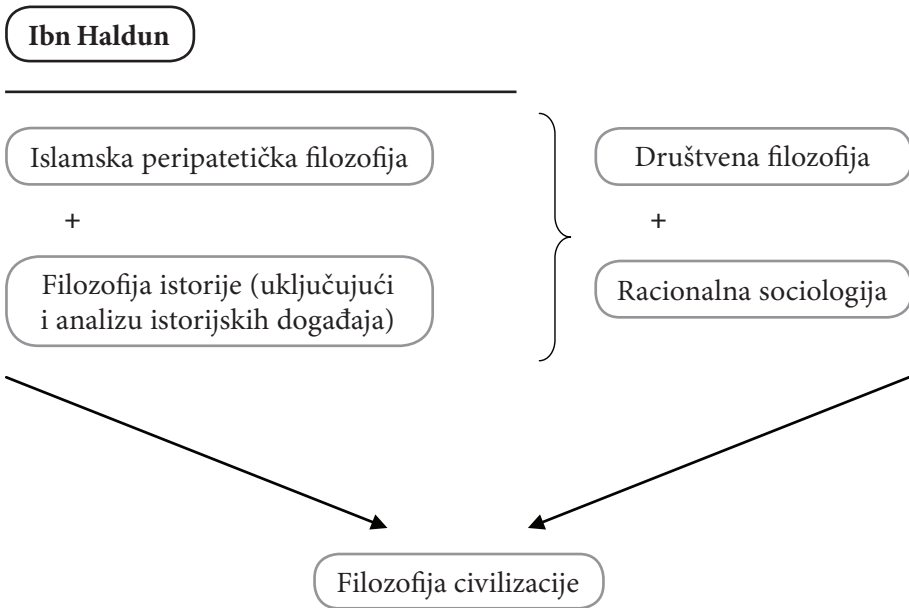 Ibn Haldun
Islamska peripatetička filozofija
+
Filozofija istorije (uključujući
i analizu istorijskih događaja)
Društvena filozofija
+
Racionalna sociologija
Filozofija civilizacije